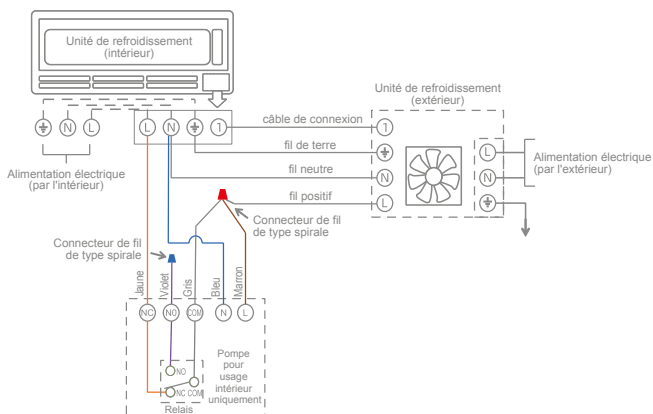 Unité de refroidissement
(intérieur)
Unité de refroidissement
(extérieur)
L N 1
câble de connexion
1
N L
fil de terre
L
Alimentation électrique
(par l'intérieur)
fil neutre
N
N
Alimentation électrique
(par l'extérieur)
fil positif
L
Connecteur de fil
de type spirale
Connecteur de fil
de type spirale
Jaune
Violet
Gris
Bleu
Marron
NC NO COM N L
NO
NC COM
Relais
Pompe
pour
usage
intérieur
uniquement